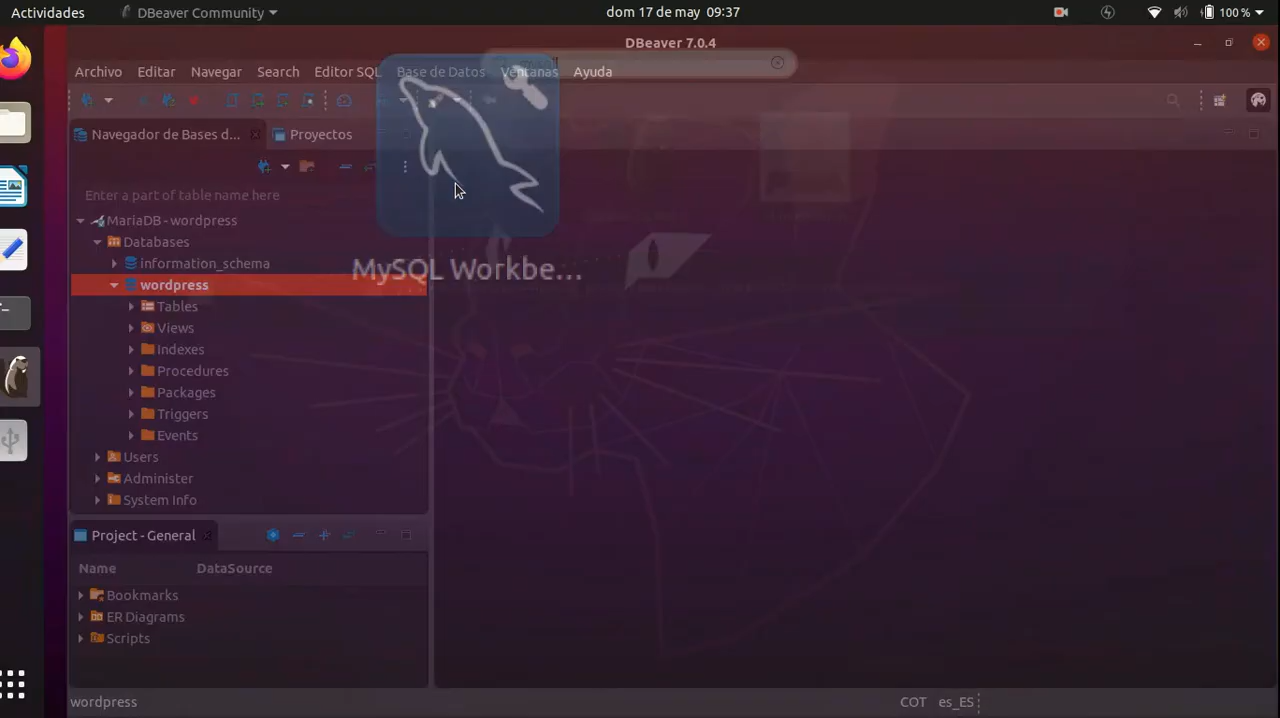 Actividades DBeaver Community dom 17 de may 09:37 100 %
DBeaver 7.0.4
Archivo Editar Navegar Search Editor SQL Base de Datos Ventanas Ayuda
Navegador de Bases d... Proyectos
Enter a part of table name here
MariaDB - wordpress
Databases
information_schema
MySQL Workbe...
wordpress
Tables
Views
Indexes
Procedures
Packages
Triggers
Events
Users
Administer
System Info
Project - General
Name DataSource
Bookmarks
ER Diagrams
Scripts
wordpress COT es_ES